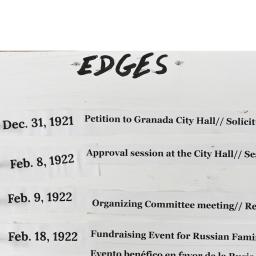 EDGES
Dec. 31, 1921 Petition to Granada City Hall// Solicit
Feb. 8, 1922 Approval session at the City Hall// Se
Feb. 9, 1922 Organizing Committee meeting// Re
Feb. 18, 1922 Fundraising Event for Russian Fami
Evento benéfico en favor de la